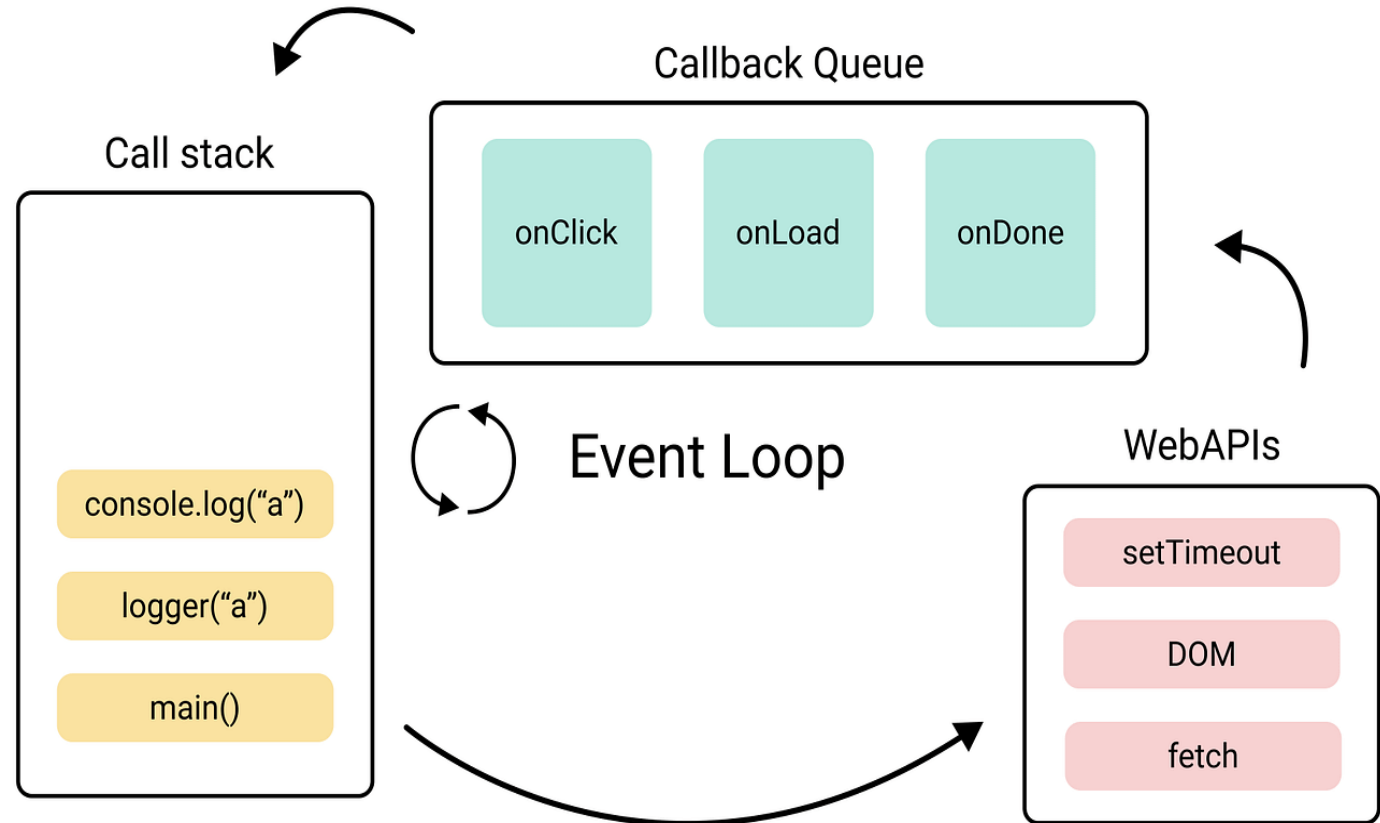 Callback Queue
onClick
onLoad
onDone
Call stack
console.log(“a”)
logger(“a”)
main()
Event Loop
WebAPIs
setTimeout
DOM
fetch